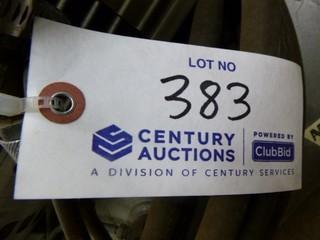 LOT NO
383
CENTURY
AUCTIONS
POWERED BY
ClubBid
A DIVISION OF CENTURY SERVICES